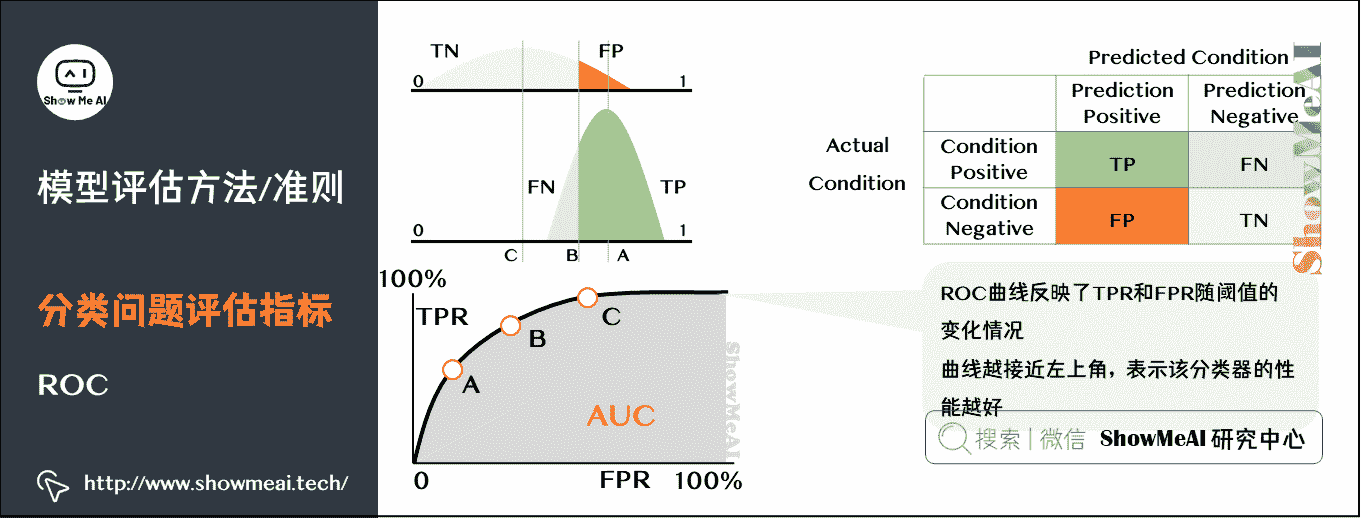 Show Me AI
模型评估方法/准则
分类问题评估指标
ROC
http://www.showmeai.tech/
TN
FP
0
1
FN
TP
0
1
C
B
A
100%
TPR
A
B
C
AUC
0
FPR
100%
ShowMeAI
Predicted Condition
Prediction Positive
Prediction Negative
Actual Condition
Condition Positive
TP
FN
Condition Negative
FP
TN
ShowMeAI
ROC曲线反映了TPR和FPR随阈值的
变化情况
曲线越接近左上角，表示该分类器的性
能越好
搜索 | 微信 ShowMeAI 研究中心